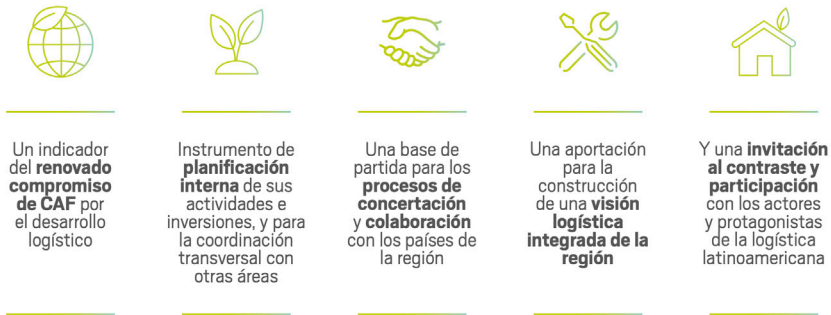 Un indicador
del renovado
compromiso
de CAF por
el desarrollo
logístico
Instrumento de
planificación
interna de sus
actividades e
inversiones, y para
la coordinación
transversal con
otras áreas
Una base de
partida para los
procesos de
concertación
y colaboración
con los países de
la región
Una aportación
para la
construcción
de una visión
logística
integrada de la
región
Y una invitación
al contraste y
participación
con los actores
y protagonistas
de la logística
latinoamericana